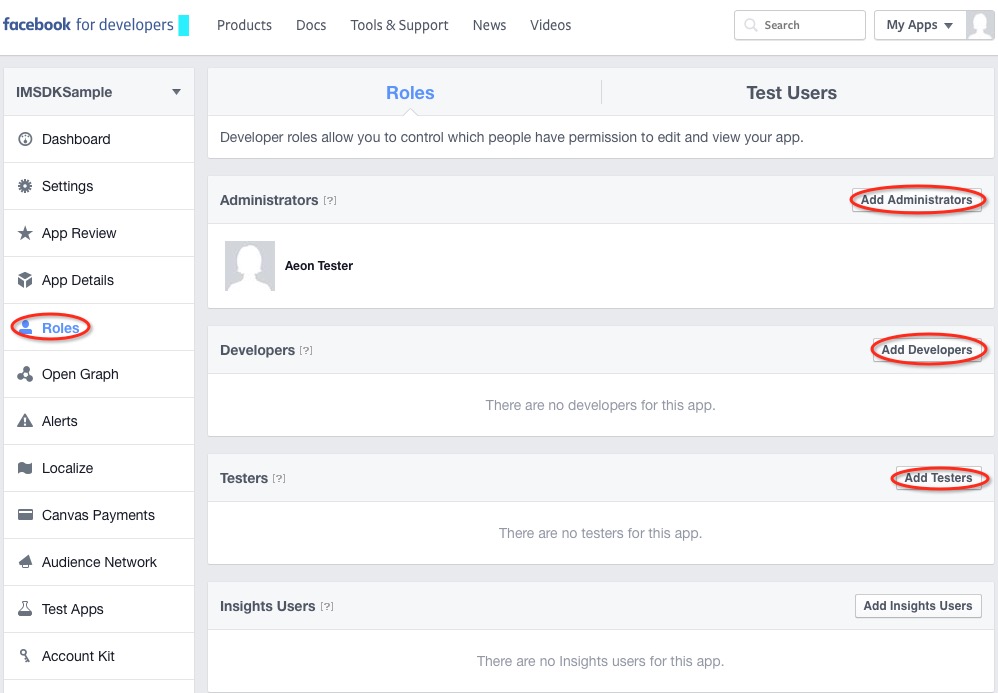 facebook for developers
Products
Docs
Tools & Support
News
Videos
Search
My Apps
IMSDKSample
Dashboard
Settings
App Review
App Details
Roles
Open Graph
Alerts
Localize
Canvas Payments
Audience Network
Test Apps
Account Kit
Roles
Test Users
Developer roles allow you to control which people have permission to edit and view your app.
Administrators [?]
Add Administrators
Aeon Tester
Developers [?]
Add Developers
There are no developers for this app.
Testers [?]
Add Testers
There are no testers for this app.
Insights Users [?]
Add Insights Users
There are no Insights users for this app.